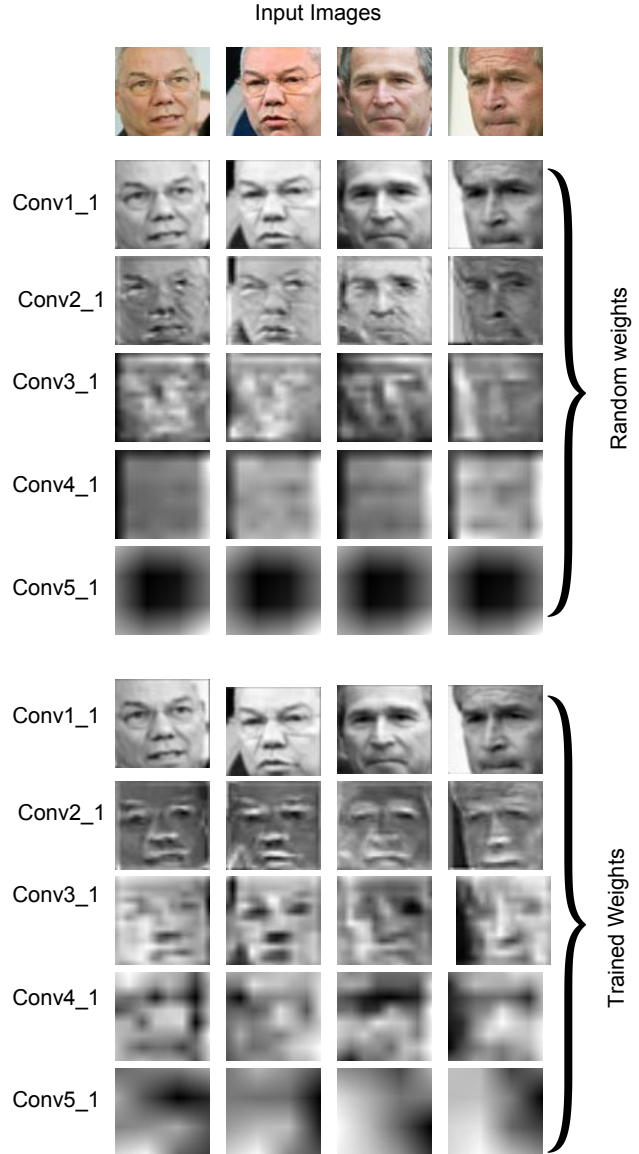 Input Images
Conv1_1
Conv2_1
Conv3_1
Conv4_1
Conv5_1
Random weights
Conv1_1
Conv2_1
Conv3_1
Conv4_1
Conv5_1
Trained Weights